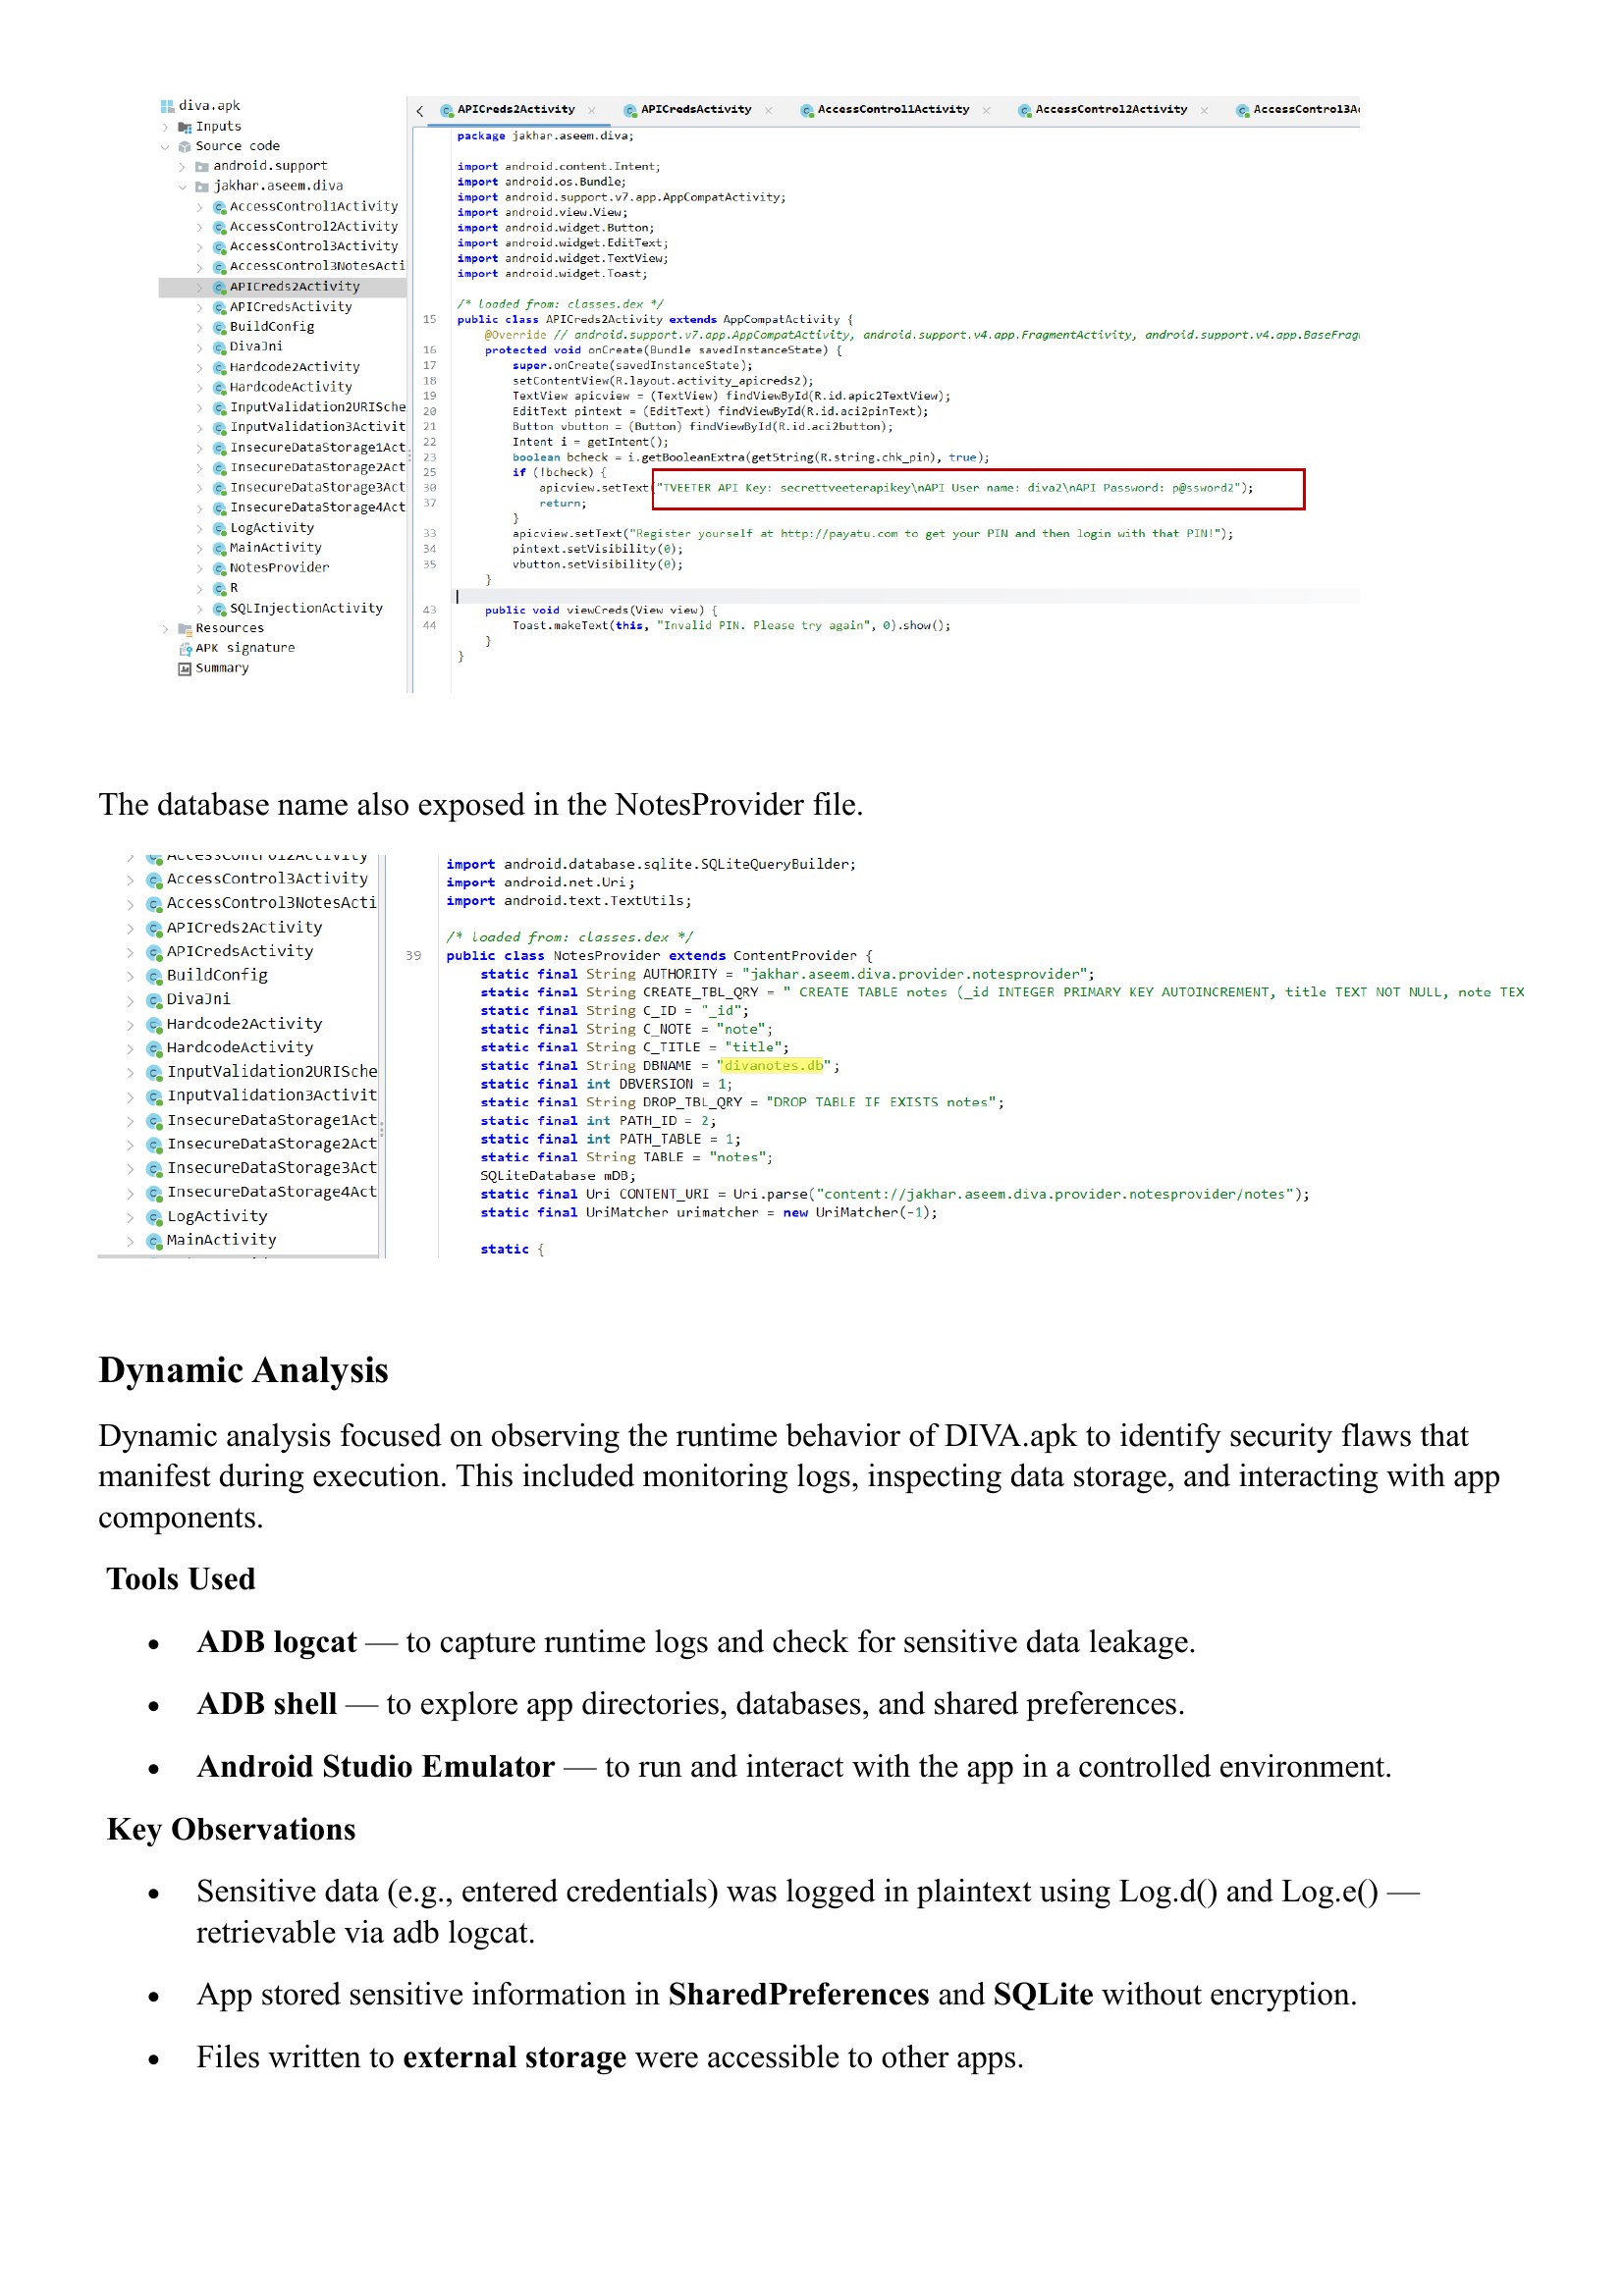 diva.apk
Inputs
Source code
android.support
jakhar.aseem.diva
AccessControl1Activity
AccessControl2Activity
AccessControl3Activity
AccessControl3NotesActi
APICreds2Activity
APICredsActivity
BuildConfig
DivaJni
Hardcode2Activity
HardcodeActivity
InputValidation2URISche
InputValidation3Activit
InsecureDataStorage1Act
InsecureDataStorage2Act
InsecureDataStorage3Act
InsecureDataStorage4Act
LogActivity
MainActivity
NotesProvider
R
SQLInjectionActivity
Resources
APK signature
Summary
APICreds2Activity APICredsActivity AccessControl1Activity AccessControl2Activity AccessControl3A
package jakhar.aseem.diva;
import android.content.Intent;
import android.os.Bundle;
import android.support.v7.app.AppCompatActivity;
import android.view.View;
import android.widget.Button;
import android.widget.EditText;
import android.widget.TextView;
import android.widget.Toast;
/* loaded from: classes.dex */
15 public class APICreds2Activity extends AppCompatActivity {
@Override // android.support.v7.app.AppCompatActivity, android.support.v4.app.FragmentActivity, android.support.v4.app.BaseFrag
16 protected void onCreate(Bundle savedInstanceState) {
17 super.onCreate(savedInstanceState);
18 setContentView(R.layout.activity_apicreds2);
19 TextView apicview = (TextView) findViewById(R.id.apic2TextView);
20 EditText pintext = (EditText) findViewById(R.id.aci2pinText);
21 Button vbutton = (Button) findViewById(R.id.aci2button);
22 Intent i = getIntent();
23 boolean bcheck = i.getBooleanExtra(getString(R.string.chk_pin), true);
25 if (!bcheck) {
30 apicview.setText("TVEETER API Key: secrettveeterapikey\nAPI User name: diva2\nAPI Password: p@ssword2");
37 return;
}
33 apicview.setText("Register yourself at http://payatu.com to get your PIN and then login with that PIN!");
34 pintext.setVisibility(0);
35 vbutton.setVisibility(0);
}
43 public void viewCreds(View view) {
44 Toast.makeText(this, "Invalid PIN. Please try again", 0).show();
}
}
The database name also exposed in the NotesProvider file.
AccessControl2Activity
AccessControl3Activity
AccessControl3NotesActi
APICreds2Activity
APICredsActivity
BuildConfig
DivaJni
Hardcode2Activity
HardcodeActivity
InputValidation2URISche
InputValidation3Activit
InsecureDataStorage1Act
InsecureDataStorage2Act
InsecureDataStorage3Act
InsecureDataStorage4Act
LogActivity
MainActivity
import android.database.sqlite.SQLiteQueryBuilder;
import android.net.Uri;
import android.text.TextUtils;
/* loaded from: classes.dex */
39 public class NotesProvider extends ContentProvider {
static final String AUTHORITY = "jakhar.aseem.diva.provider.notesprovider";
static final String CREATE_TBL_QRY = " CREATE TABLE notes (_id INTEGER PRIMARY KEY AUTOINCREMENT, title TEXT NOT NULL, note TEX
static final String C_ID = "_id";
static final String C_NOTE = "note";
static final String C_TITLE = "title";
static final String DBNAME = "divanotes.db";
static final int DBVERSION = 1;
static final String DROP_TBL_QRY = "DROP TABLE IF EXISTS notes";
static final int PATH_ID = 2;
static final int PATH_TABLE = 1;
static final String TABLE = "notes";
SQLiteDatabase mDB;
static final Uri CONTENT_URI = Uri.parse("content://jakhar.aseem.diva.provider.notesprovider/notes");
static final UriMatcher urimatcher = new UriMatcher(-1);
static {
Dynamic Analysis
Dynamic analysis focused on observing the runtime behavior of DIVA.apk to identify security flaws that
manifest during execution. This included monitoring logs, inspecting data storage, and interacting with app
components.
Tools Used
• ADB logcat — to capture runtime logs and check for sensitive data leakage.
• ADB shell — to explore app directories, databases, and shared preferences.
• Android Studio Emulator — to run and interact with the app in a controlled environment.
Key Observations
• Sensitive data (e.g., entered credentials) was logged in plaintext using Log.d() and Log.e() —
retrievable via adb logcat.
• App stored sensitive information in SharedPreferences and SQLite without encryption.
• Files written to external storage were accessible to other apps.